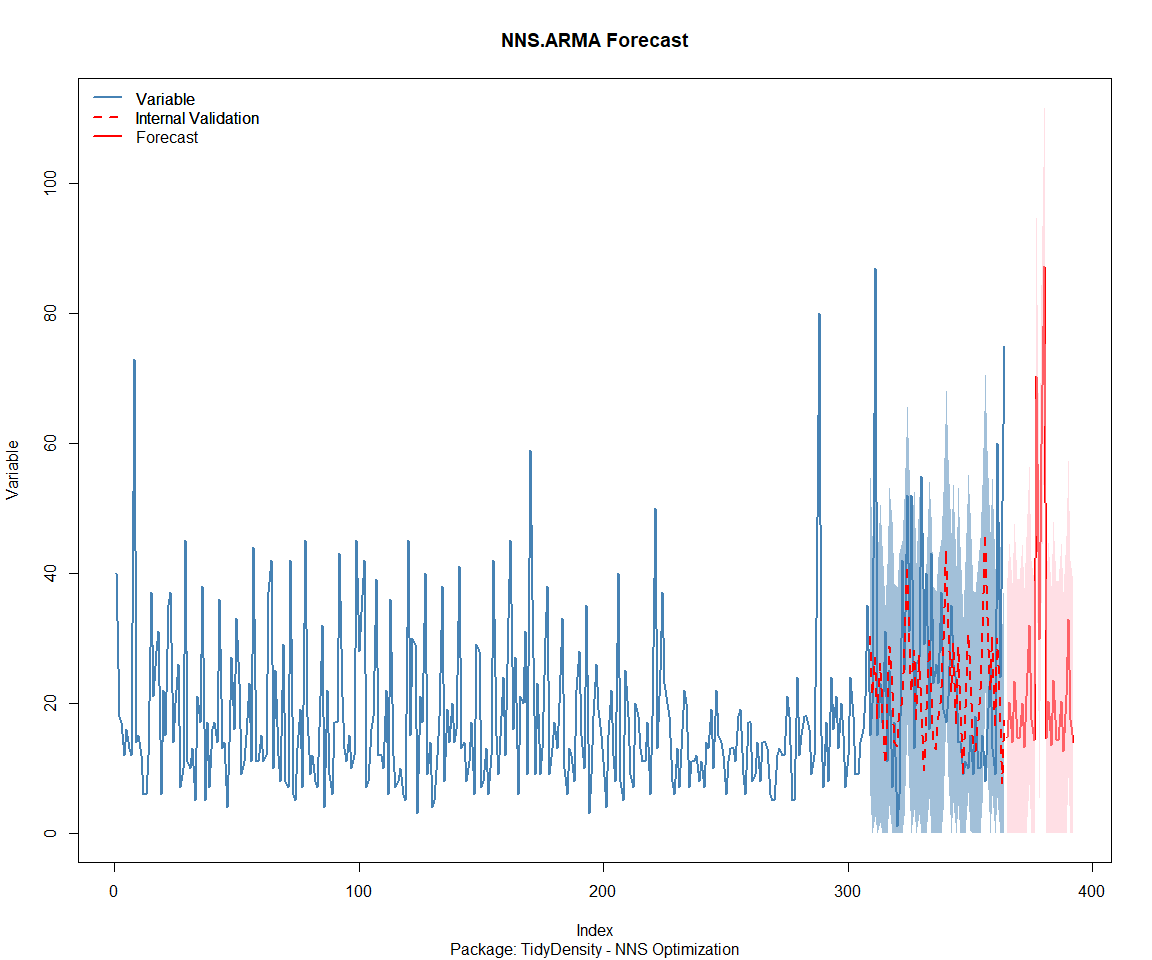 NNS.ARMA Forecast
Variable
Internal Validation
Forecast
Variable
100
80
60
40
20
0
0 100 200 300 400
Index
Package: TidyDensity - NNS Optimization